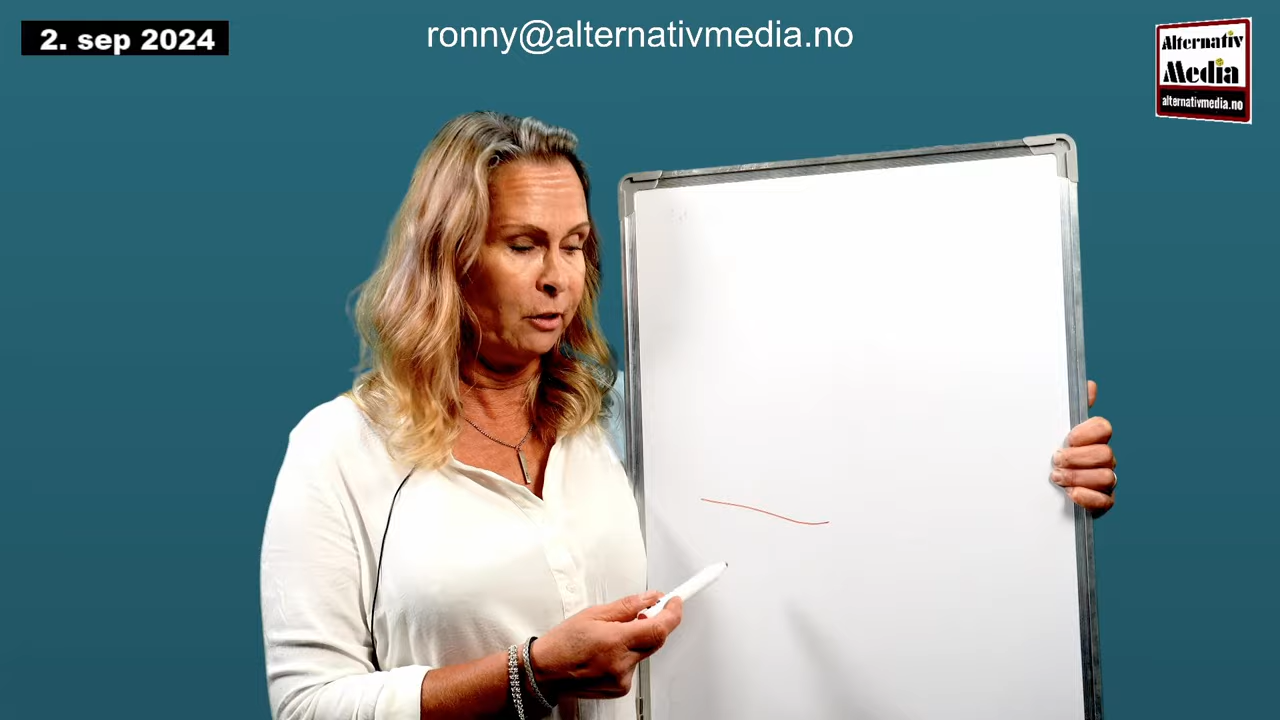 2. sep 2024
ronny@alternativmedia.no
Alternativ
Media
alternativmedia.no